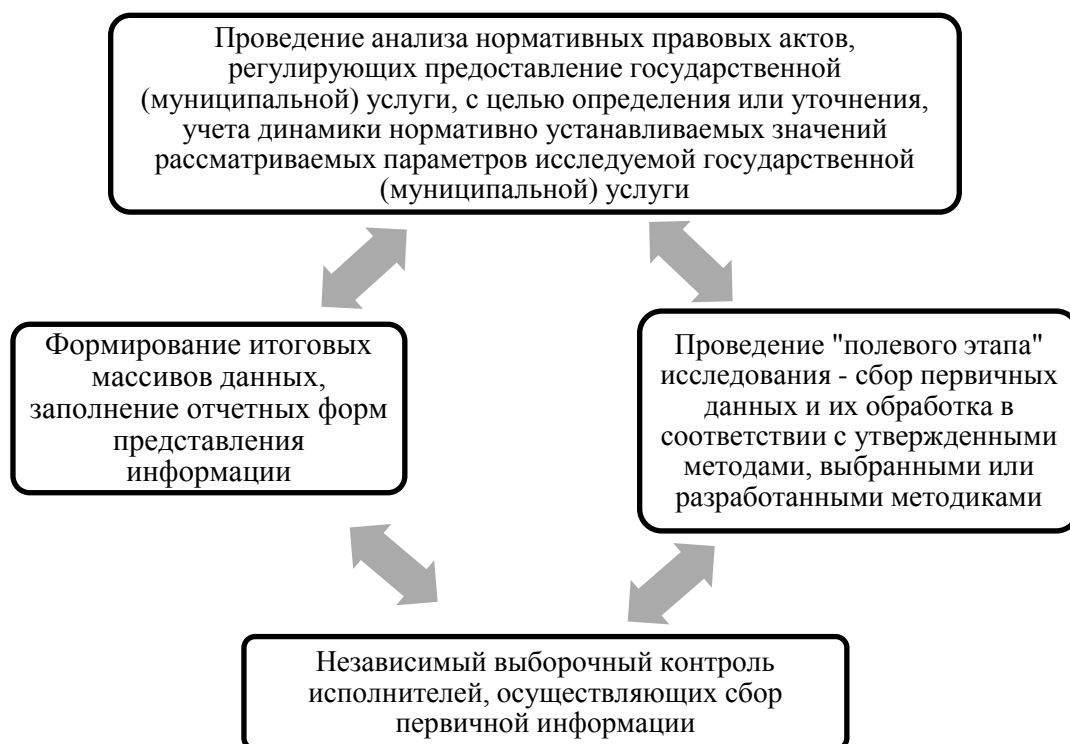 Проведение анализа нормативных правовых актов,
регулирующих предоставление государственной
(муниципальной) услуги, с целью определения или уточнения,
учета динамики нормативно устанавливаемых значений
рассматриваемых параметров исследуемой государственной
(муниципальной) услуги
Формирование итоговых
массивов данных,
заполнение отчетных форм
представления
информации
Проведение "полевого этапа"
исследования - сбор первичных
данных и их обработка в
соответствии с утвержденными
методами, выбранными или
разработанными методиками
Независимый выборочный контроль
исполнителей, осуществляющих сбор
первичной информации